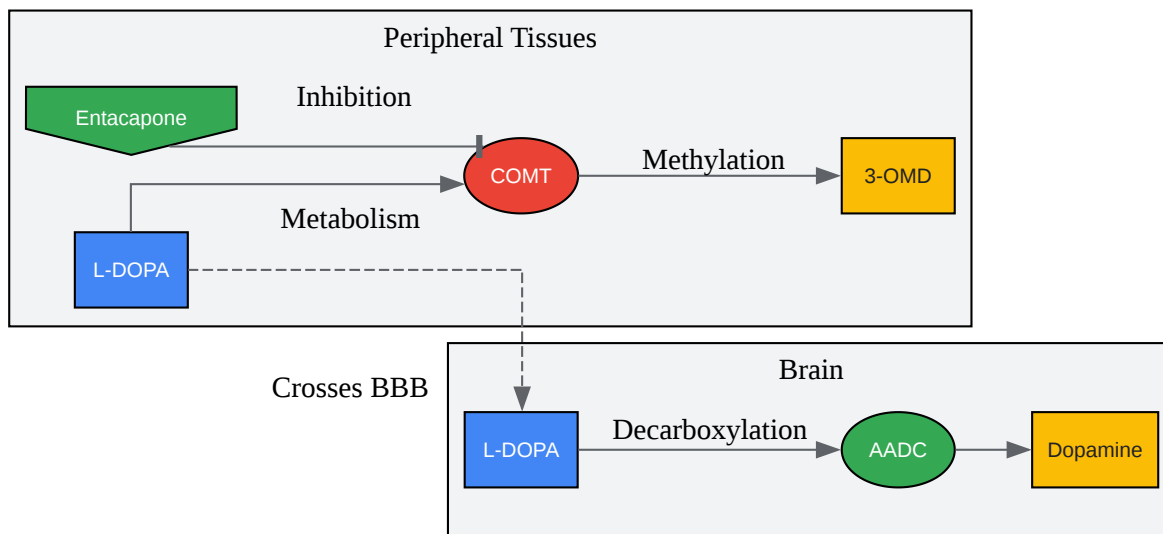 Peripheral Tissues
Inhibition
Entacapone
Methylation
COMT
3-OMD
Metabolism
L-DOPA
Crosses BBB
Brain
Decarboxylation
L-DOPA
AADC
Dopamine